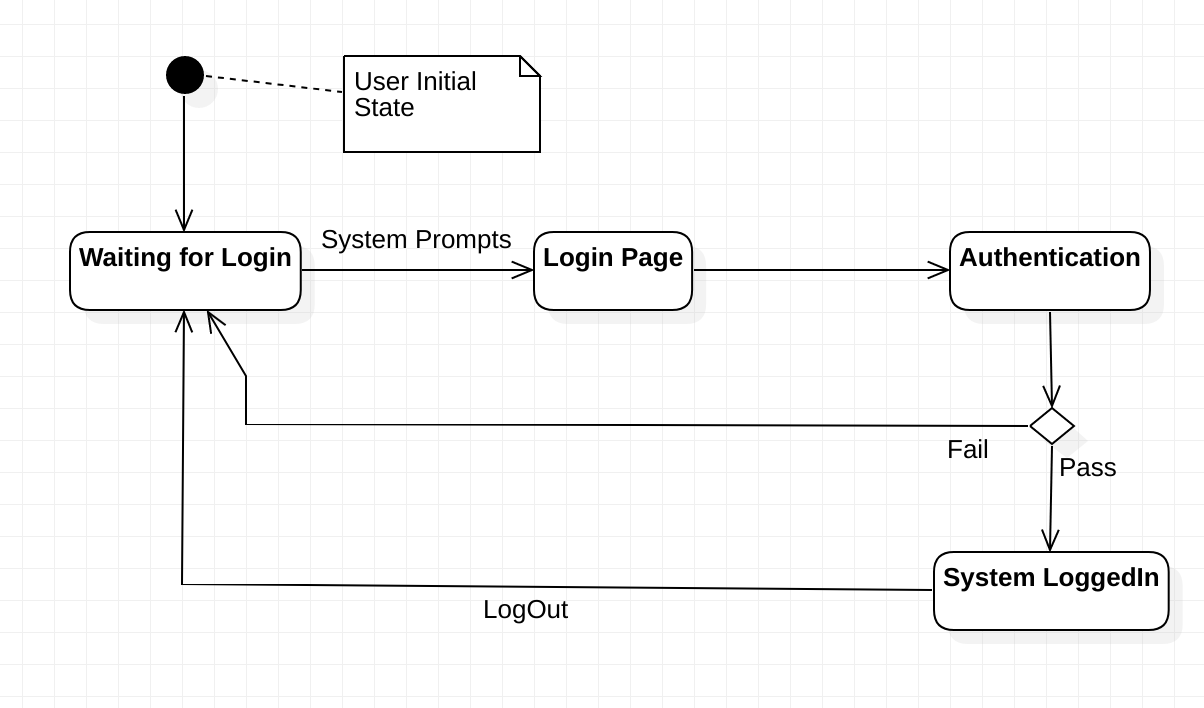 User Initial
State
Waiting for Login
System Prompts
Login Page
Authentication
Fail
Pass
System LoggedIn
LogOut